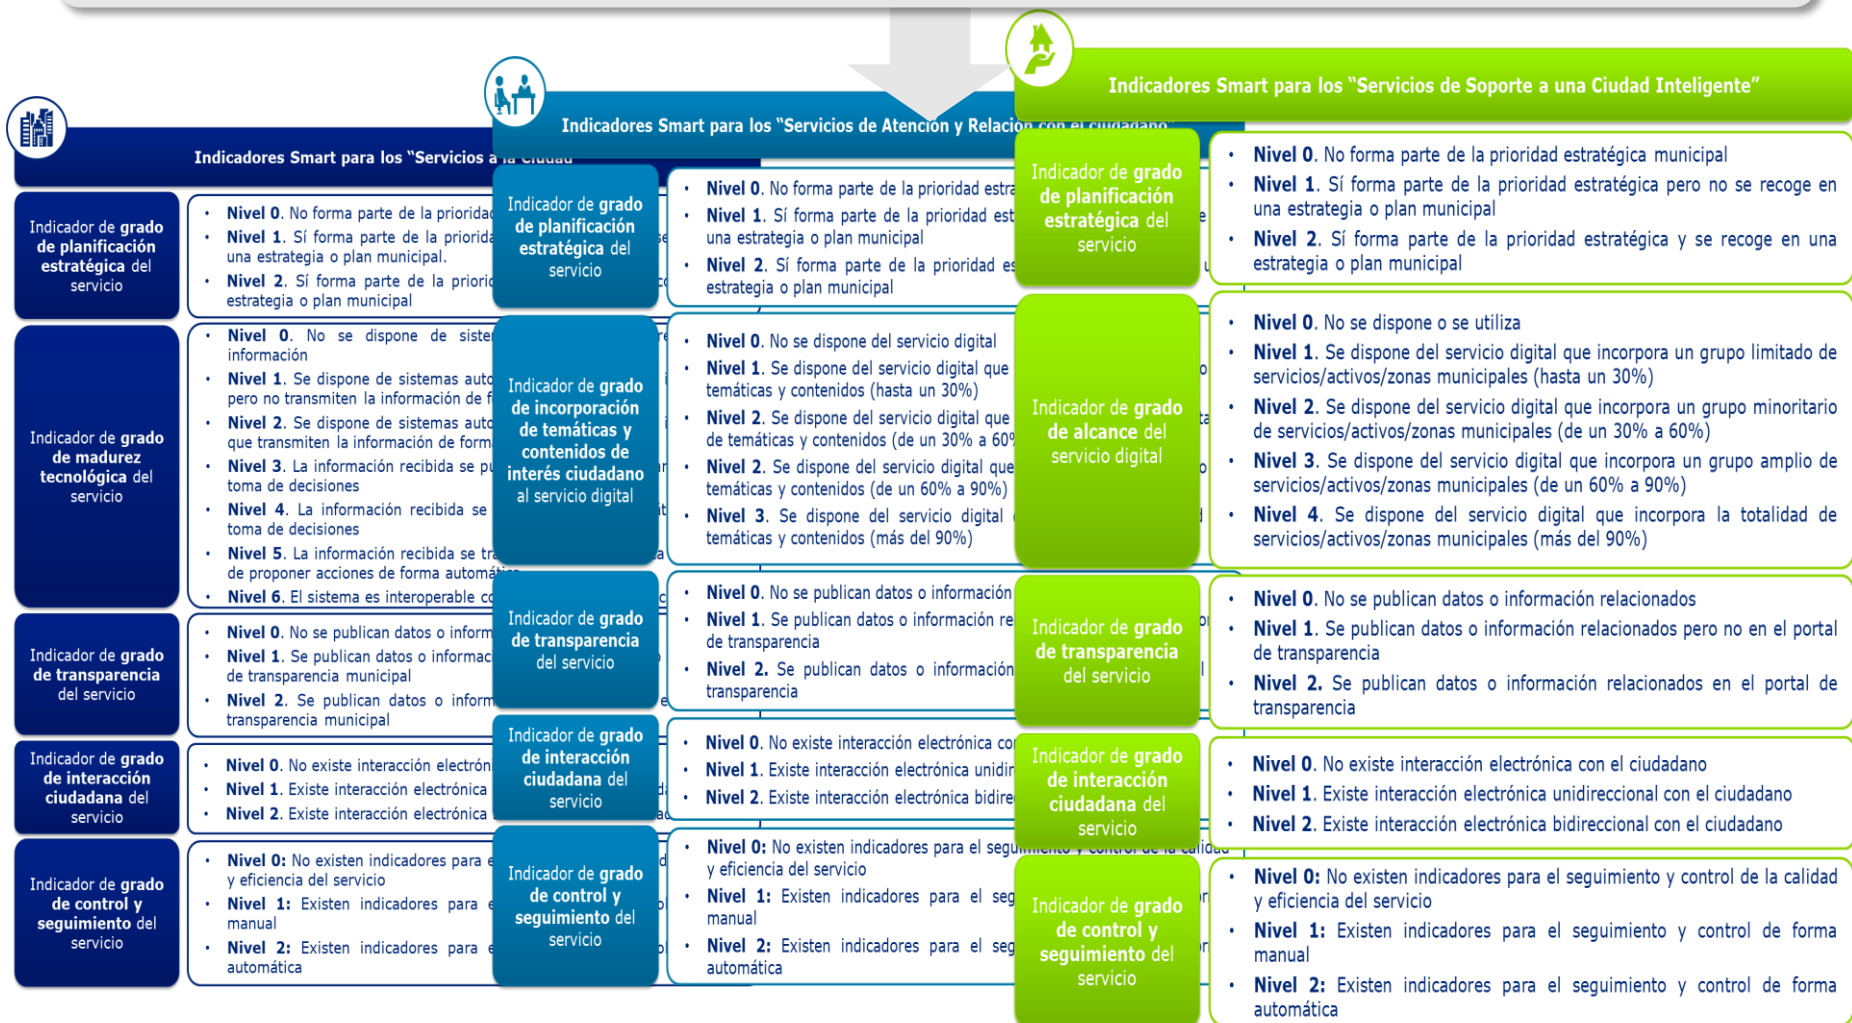 Indicadores Smart para los “Servicios a la Ciudad
Indicador de grado
de planificación
estratégica del
servicio
• Nivel 0. No forma parte de la prioridad
• Nivel 1. Sí forma parte de la priorida
una estrategia o plan municipal.
• Nivel 2. Sí forma parte de la priorid
estrategia o plan municipal
Indicador de grado
de madurez
tecnológica del
servicio
• Nivel 0. No se dispone de siste
información
• Nivel 1. Se dispone de sistemas auto
pero no transmiten la información de f
• Nivel 2. Se dispone de sistemas auto
que transmiten la información de form
• Nivel 3. La información recibida se pu
toma de decisiones
• Nivel 4. La información recibida se
toma de decisiones
• Nivel 5. La información recibida se tra
de proponer acciones de forma automática
• Nivel 6. El sistema es interoperable co
Indicador de grado
de transparencia
del servicio
• Nivel 0. No se publican datos o inform
• Nivel 1. Se publican datos o informaci
de transparencia municipal
• Nivel 2. Se publican datos o inform
transparencia municipal
Indicador de grado
de interacción
ciudadana del
servicio
• Nivel 0. No existe interacción electróni
• Nivel 1. Existe interacción electrónica
• Nivel 2. Existe interacción electrónica
Indicador de grado
de control y
seguimiento del
servicio
• Nivel 0: No existen indicadores para e
y eficiencia del servicio
• Nivel 1: Existen indicadores para e
manual
• Nivel 2: Existen indicadores para e
automática
Indicadores Smart para los “Servicios de Atención y Relación con el ciudadano”
Indicador de grado
de planificación
estratégica del
servicio
• Nivel 0. No forma parte de la prioridad estra
• Nivel 1. Sí forma parte de la prioridad est
una estrategia o plan municipal
• Nivel 2. Sí forma parte de la prioridad es
estrategia o plan municipal
Indicador de grado
de incorporación
de temáticas y
contenidos de
interés ciudadano
al servicio digital
• Nivel 0. No se dispone del servicio digital
• Nivel 1. Se dispone del servicio digital que
temáticas y contenidos (hasta un 30%)
• Nivel 2. Se dispone del servicio digital que
de temáticas y contenidos (de un 30% a 60%
• Nivel 2. Se dispone del servicio digital que
temáticas y contenidos (de un 60% a 90%)
• Nivel 3. Se dispone del servicio digital
temáticas y contenidos (más del 90%)
Indicador de grado
de transparencia
del servicio
• Nivel 0. No se publican datos o información
• Nivel 1. Se publican datos o información re
de transparencia
• Nivel 2. Se publican datos o información
transparencia
Indicador de grado
de interacción
ciudadana del
servicio
• Nivel 0. No existe interacción electrónica con
• Nivel 1. Existe interacción electrónica unidir
• Nivel 2. Existe interacción electrónica bidire
Indicador de grado
de control y
seguimiento del
servicio
• Nivel 0: No existen indicadores para el seguimiento y control de la calidad
y eficiencia del servicio
• Nivel 1: Existen indicadores para el seg
manual
• Nivel 2: Existen indicadores para el seg
automática
Indicadores Smart para los “Servicios de Soporte a una Ciudad Inteligente”
Indicador de grado
de planificación
estratégica del
servicio
• Nivel 0. No forma parte de la prioridad estratégica municipal
• Nivel 1. Sí forma parte de la prioridad estratégica pero no se recoge en
una estrategia o plan municipal
• Nivel 2. Sí forma parte de la prioridad estratégica y se recoge en una
estrategia o plan municipal
Indicador de grado
de alcance del
servicio digital
• Nivel 0. No se dispone o se utiliza
• Nivel 1. Se dispone del servicio digital que incorpora un grupo limitado de
servicios/activos/zonas municipales (hasta un 30%)
• Nivel 2. Se dispone del servicio digital que incorpora un grupo minoritario
de servicios/activos/zonas municipales (de un 30% a 60%)
• Nivel 3. Se dispone del servicio digital que incorpora un grupo amplio de
servicios/activos/zonas municipales (de un 60% a 90%)
• Nivel 4. Se dispone del servicio digital que incorpora la totalidad de
servicios/activos/zonas municipales (más del 90%)
Indicador de grado
de transparencia
del servicio
• Nivel 0. No se publican datos o información relacionados
• Nivel 1. Se publican datos o información relacionados pero no en el portal
de transparencia
• Nivel 2. Se publican datos o información relacionados en el portal de
transparencia
Indicador de grado
de interacción
ciudadana del
servicio
• Nivel 0. No existe interacción electrónica con el ciudadano
• Nivel 1. Existe interacción electrónica unidireccional con el ciudadano
• Nivel 2. Existe interacción electrónica bidireccional con el ciudadano
Indicador de grado
de control y
seguimiento del
servicio
• Nivel 0: No existen indicadores para el seguimiento y control de la calidad
y eficiencia del servicio
• Nivel 1: Existen indicadores para el seguimiento y control de forma
manual
• Nivel 2: Existen indicadores para el seguimiento y control de forma
automática